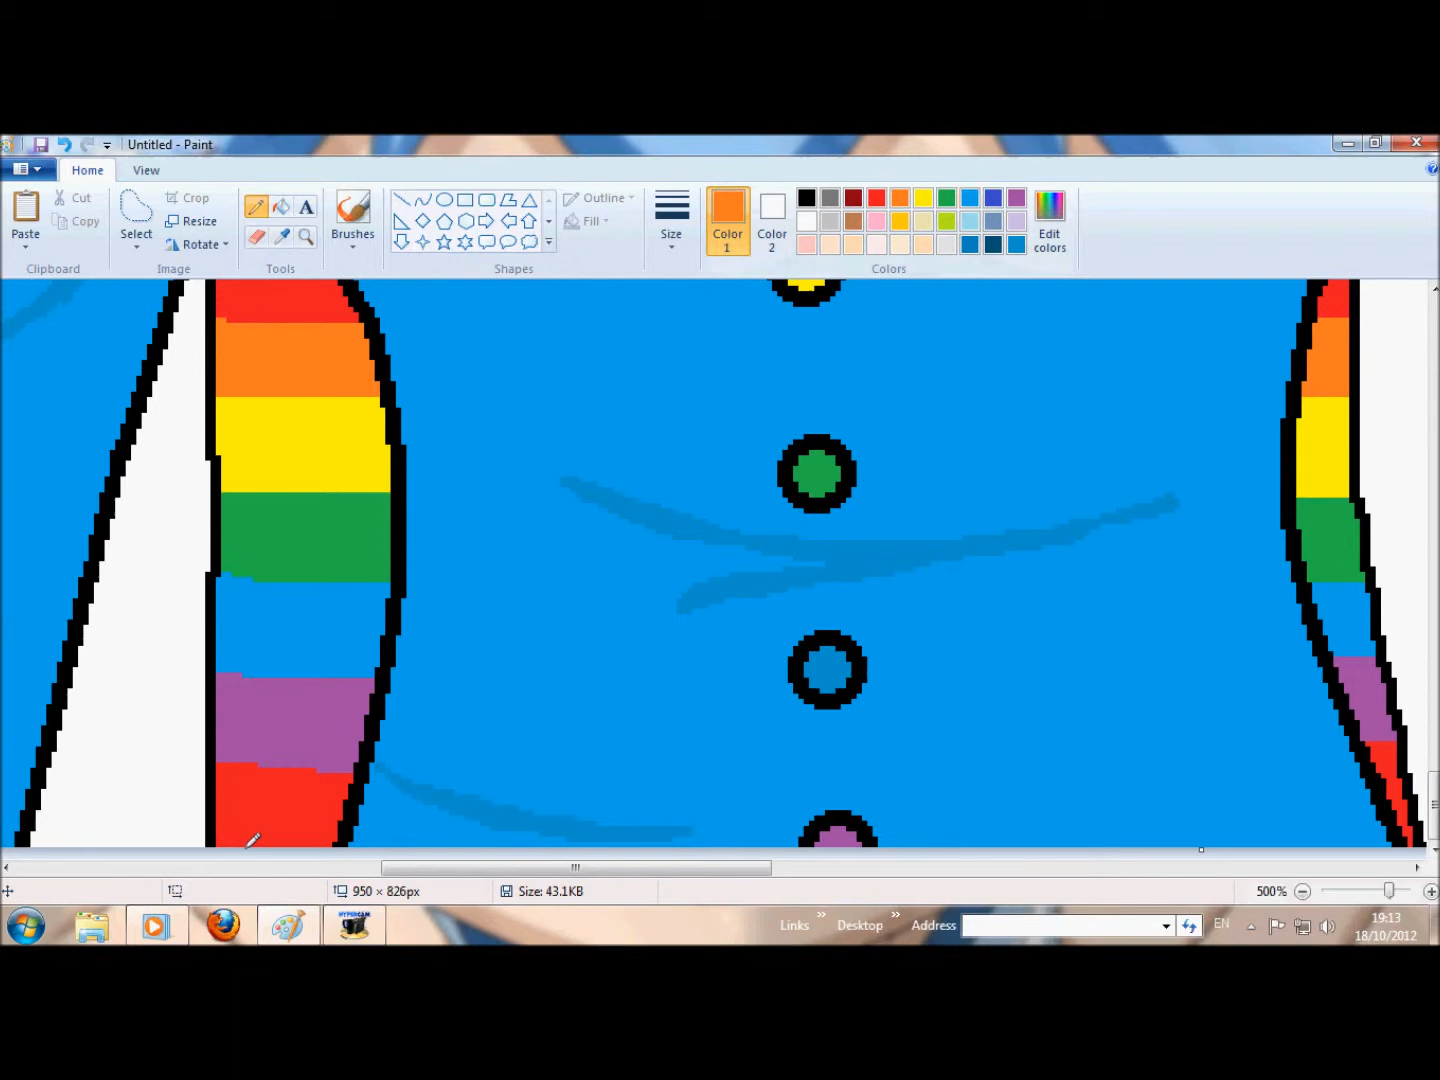 Untitled - Paint
Home View
Paste
Cut
Copy
Clipboard
Select
Crop
Resize
Rotate
Image
A
Tools
Brushes
Outline
Fill
Shapes
Size
Color 1
Color 2
Edit colors
Colors
950 × 826px
Size: 43.1KB
500%
HYPERCAM
Links » Desktop » Address EN
19:13
18/10/2012